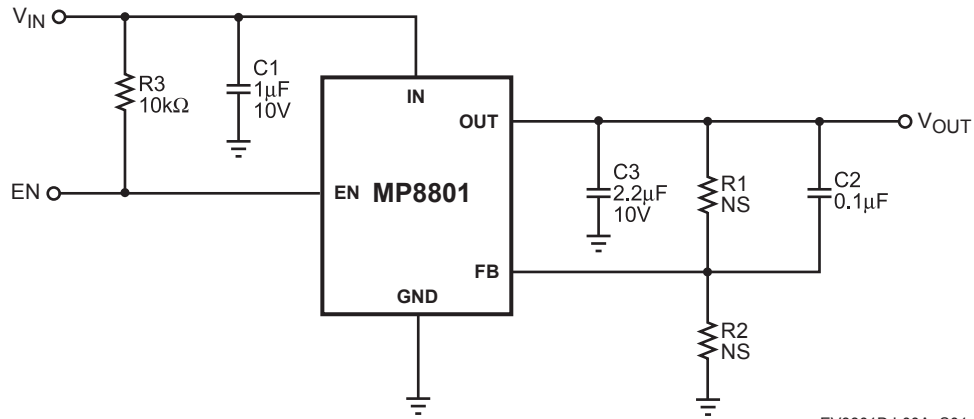 VIN
R3
10kΩ
C1
1µF
10V
IN
OUT
VOUT
EN
EN
MP8801
C3
2.2µF
10V
R1
NS
C2
0.1µF
FB
GND
R2
NS